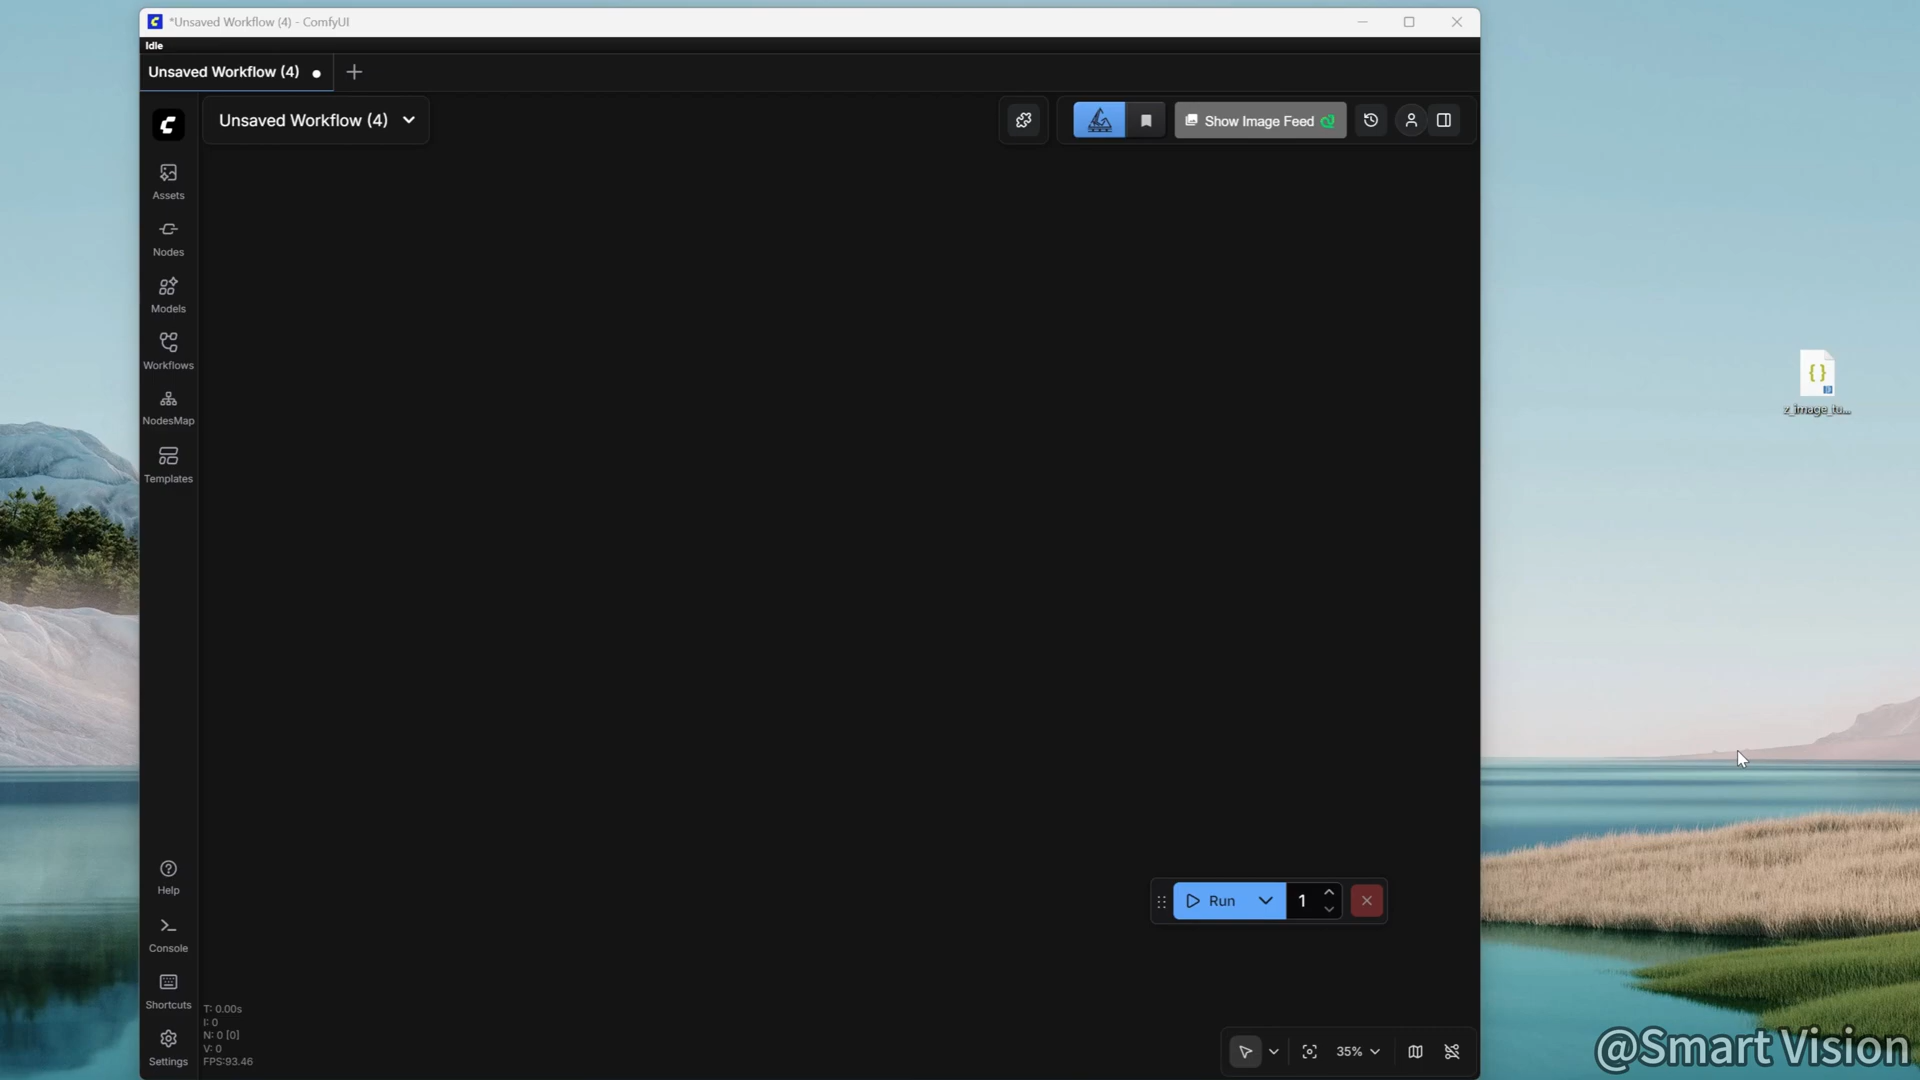 *Unsaved Workflow (4) - ComfyUI
Idle
Unsaved Workflow (4)
Unsaved Workflow (4)
Show Image Feed
Assets
Nodes
Models
Workflows
NodesMap
Templates
z_image_tu...
Run
1
Help
Console
Shortcuts
Settings
T: 0.00s
I: 0
N: 0 [0]
V: 0
FPS:93.46
35%
@Smart Vision